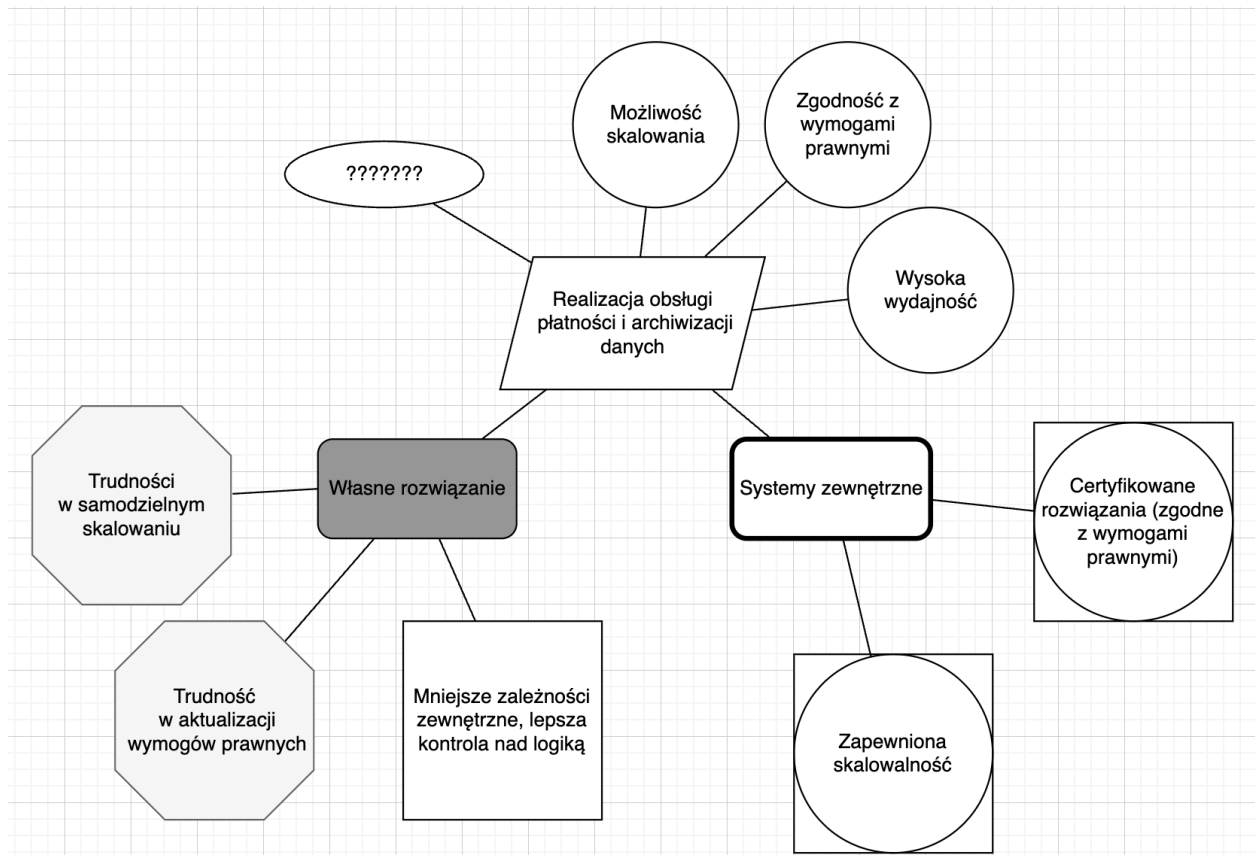 ???????
Możliwość
skalowania
Zgodność z
wymogami
prawnymi
Wysoka
wydajność
Realizacja obsługi
płatności i archiwizacji
danych
Trudności
w samodzielnym
skalowaniu
Własne rozwiązanie
Systemy zewnętrzne
Certyfikowane
rozwiązania (zgodne
z wymogami
prawnymi)
Trudność
w aktualizacji
wymogów prawnych
Mniejsze zależności
zewnętrzne, lepsza
kontrola nad logiką
Zapewniona
skalowalność